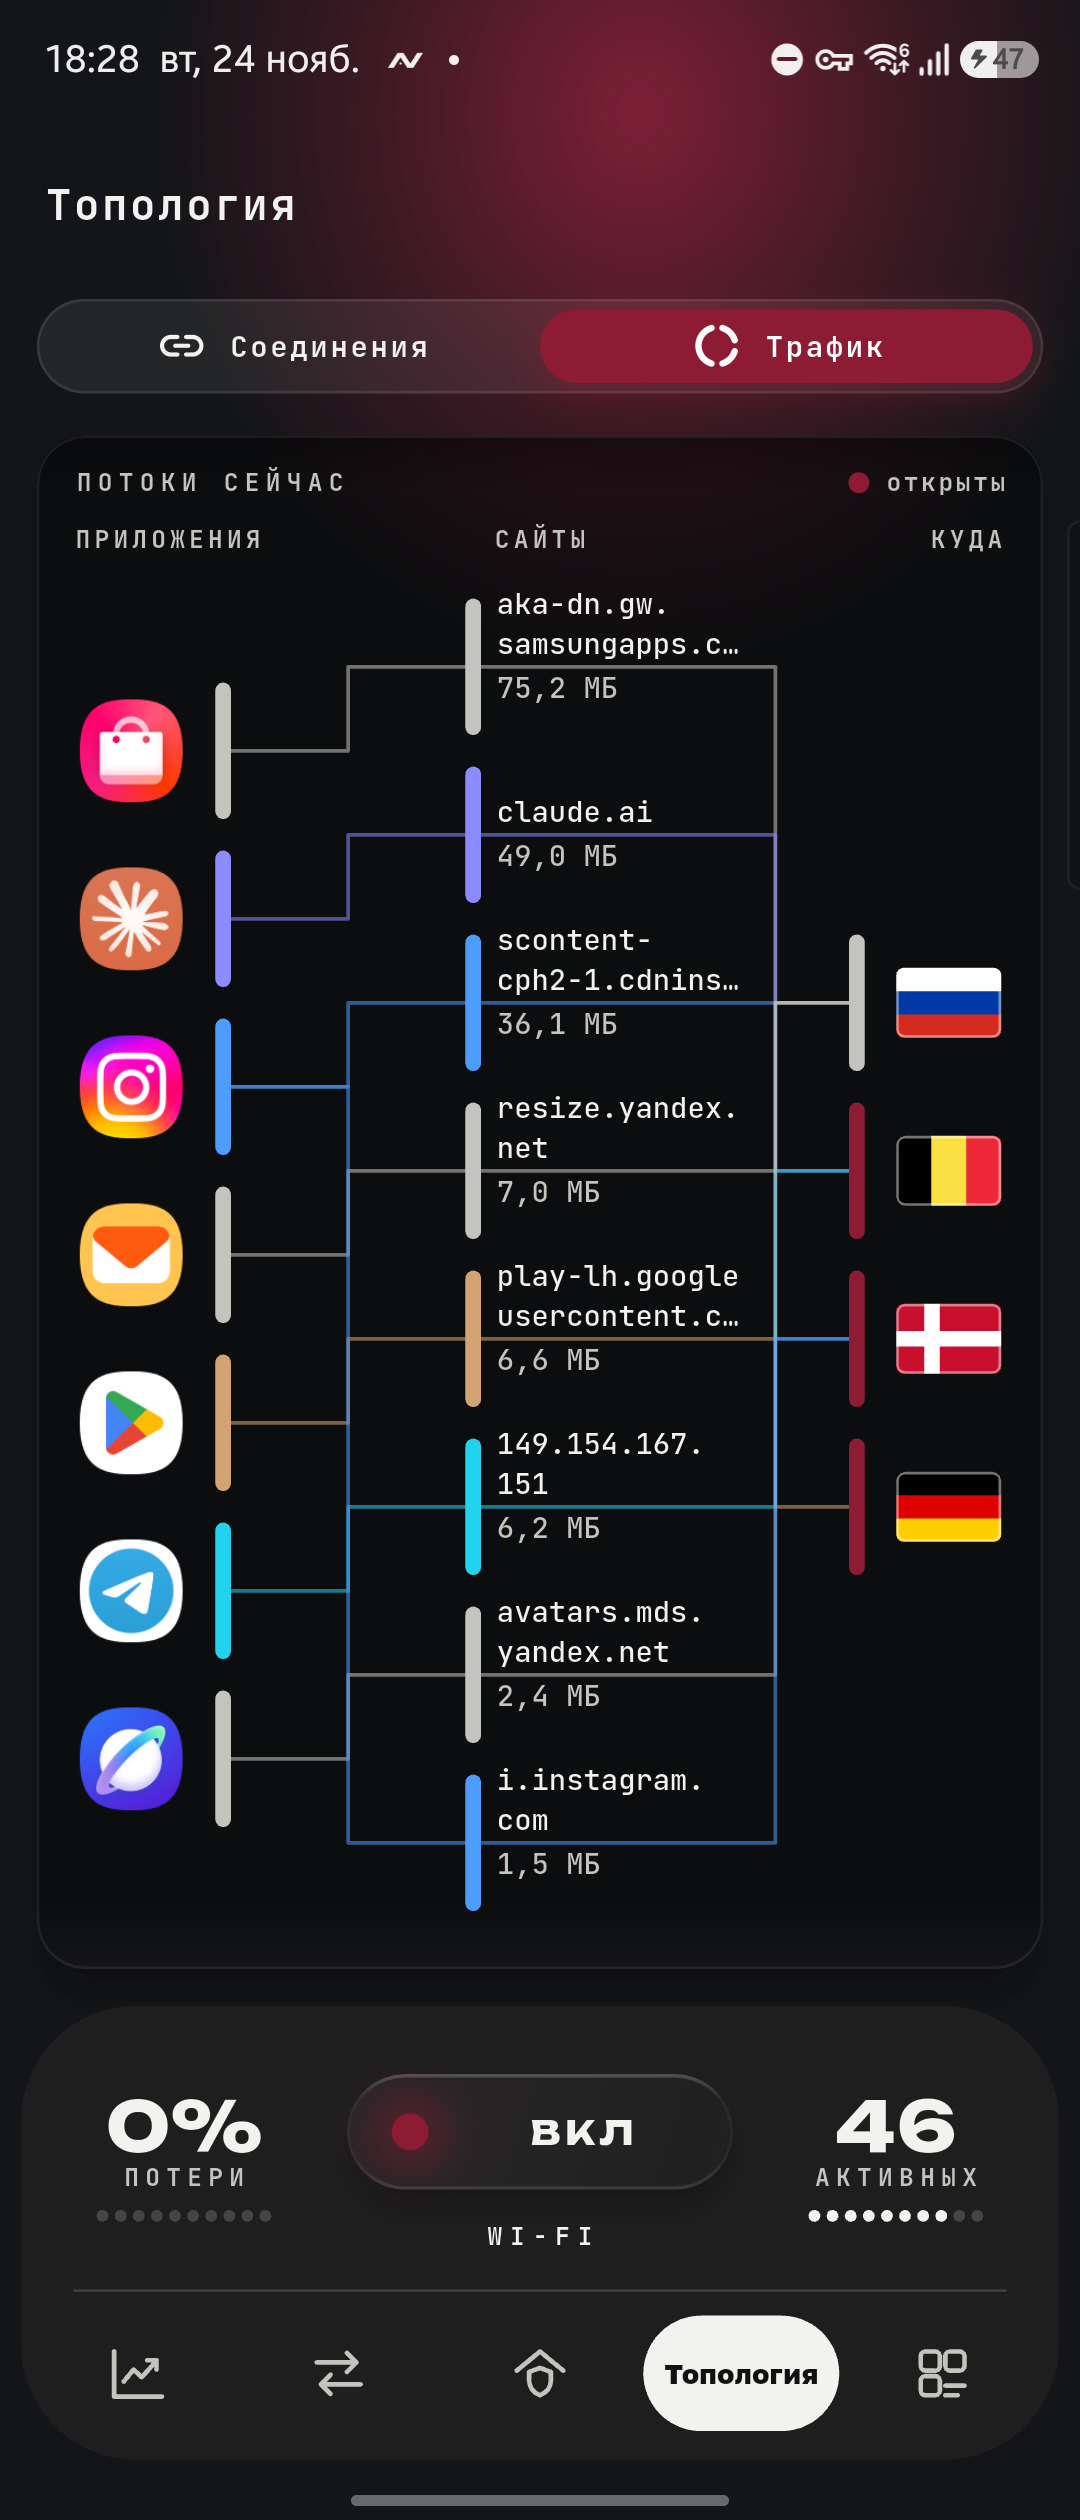 18:28 вт, 24 нояб.
6
47
Топология
Соединения
Трафик
ПОТОКИ СЕЙЧАС
открыты
ПРИЛОЖЕНИЯ
САЙТЫ
КУДА
aka-dn.gw.
samsungapps.c…
75,2 МБ
claude.ai
49,0 МБ
scontent-
cph2-1.cdnins…
36,1 МБ
resize.yandex.
net
7,0 МБ
play-lh.google
usercontent.c…
6,6 МБ
149.154.167.
151
6,2 МБ
avatars.mds.
yandex.net
2,4 МБ
i.instagram.
com
1,5 МБ
0%
ПОТЕРИ
вкл
WI-FI
46
АКТИВНЫХ
Топология